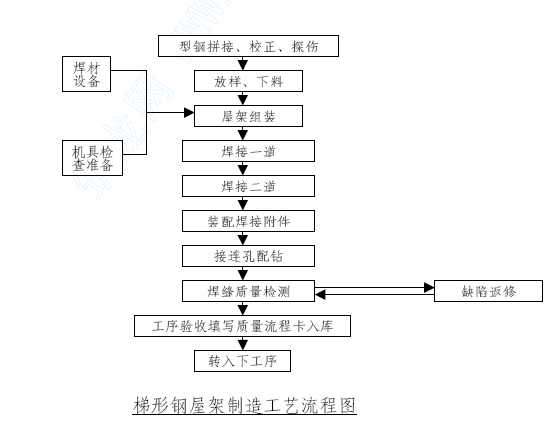 型钢拼接、校正、探伤
焊材
设备
放样、下料
屋架组装
机具检
查准备
焊接一道
焊接二道
装配焊接附件
接连孔配钻
焊缝质量检测
缺陷返修
工序验收填写质量流程卡入库
转入下工序
梯形钢屋架制造工艺流程图